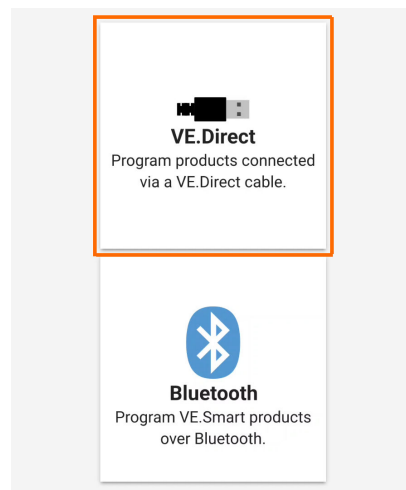 VE.Direct
Program products connected
via a VE.Direct cable.
Bluetooth
Program VE.Smart products
over Bluetooth.